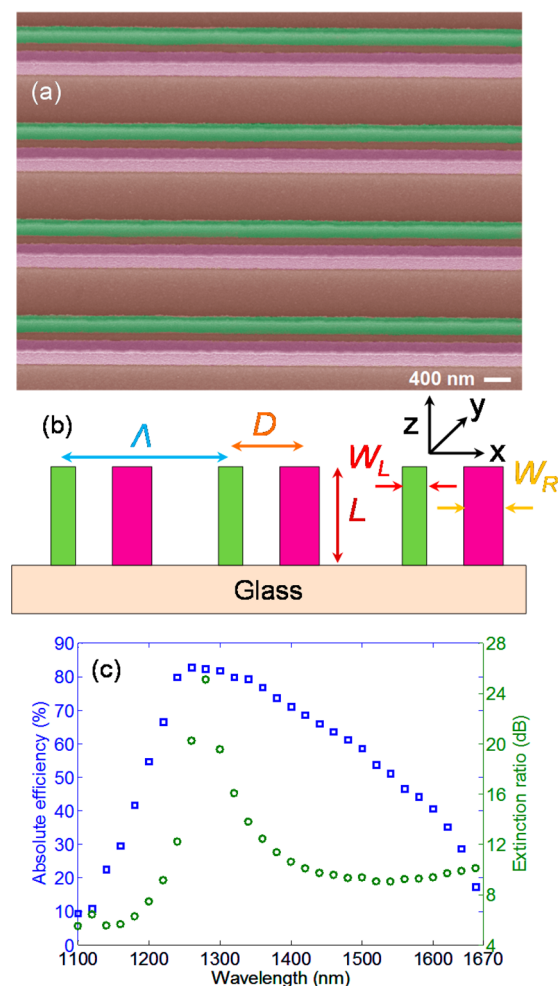 (a)
400 nm
(b)
Λ
D
z
y
x
W_L
L
W_R
Glass
(c)
Absolute efficiency (%)
90
80
70
60
50
40
30
20
10
0
28
24
20
16
12
8
4
0
Extinction ratio (dB)
1100 1200 1300 1400 1500 1600 1670
Wavelength (nm)